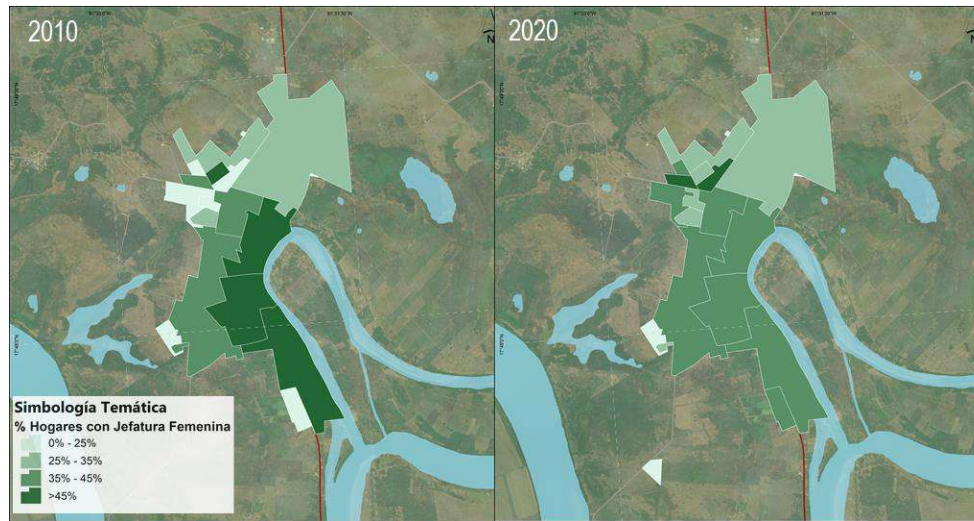 2010
2020
N
Simbología Temática
% Hogares con Jefatura Femenina
0% - 25%
25% - 35%
35% - 45%
>45%